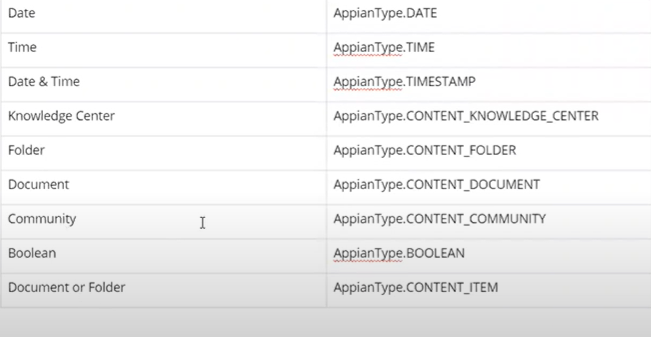 Date AppianType.DATE
Time AppianType.TIME
Date & Time AppianType.TIMESTAMP
Knowledge Center AppianType.CONTENT_KNOWLEDGE_CENTER
Folder AppianType.CONTENT_FOLDER
Document AppianType.CONTENT_DOCUMENT
Community AppianType.CONTENT_COMMUNITY
Boolean AppianType.BOOLEAN
Document or Folder AppianType.CONTENT_ITEM